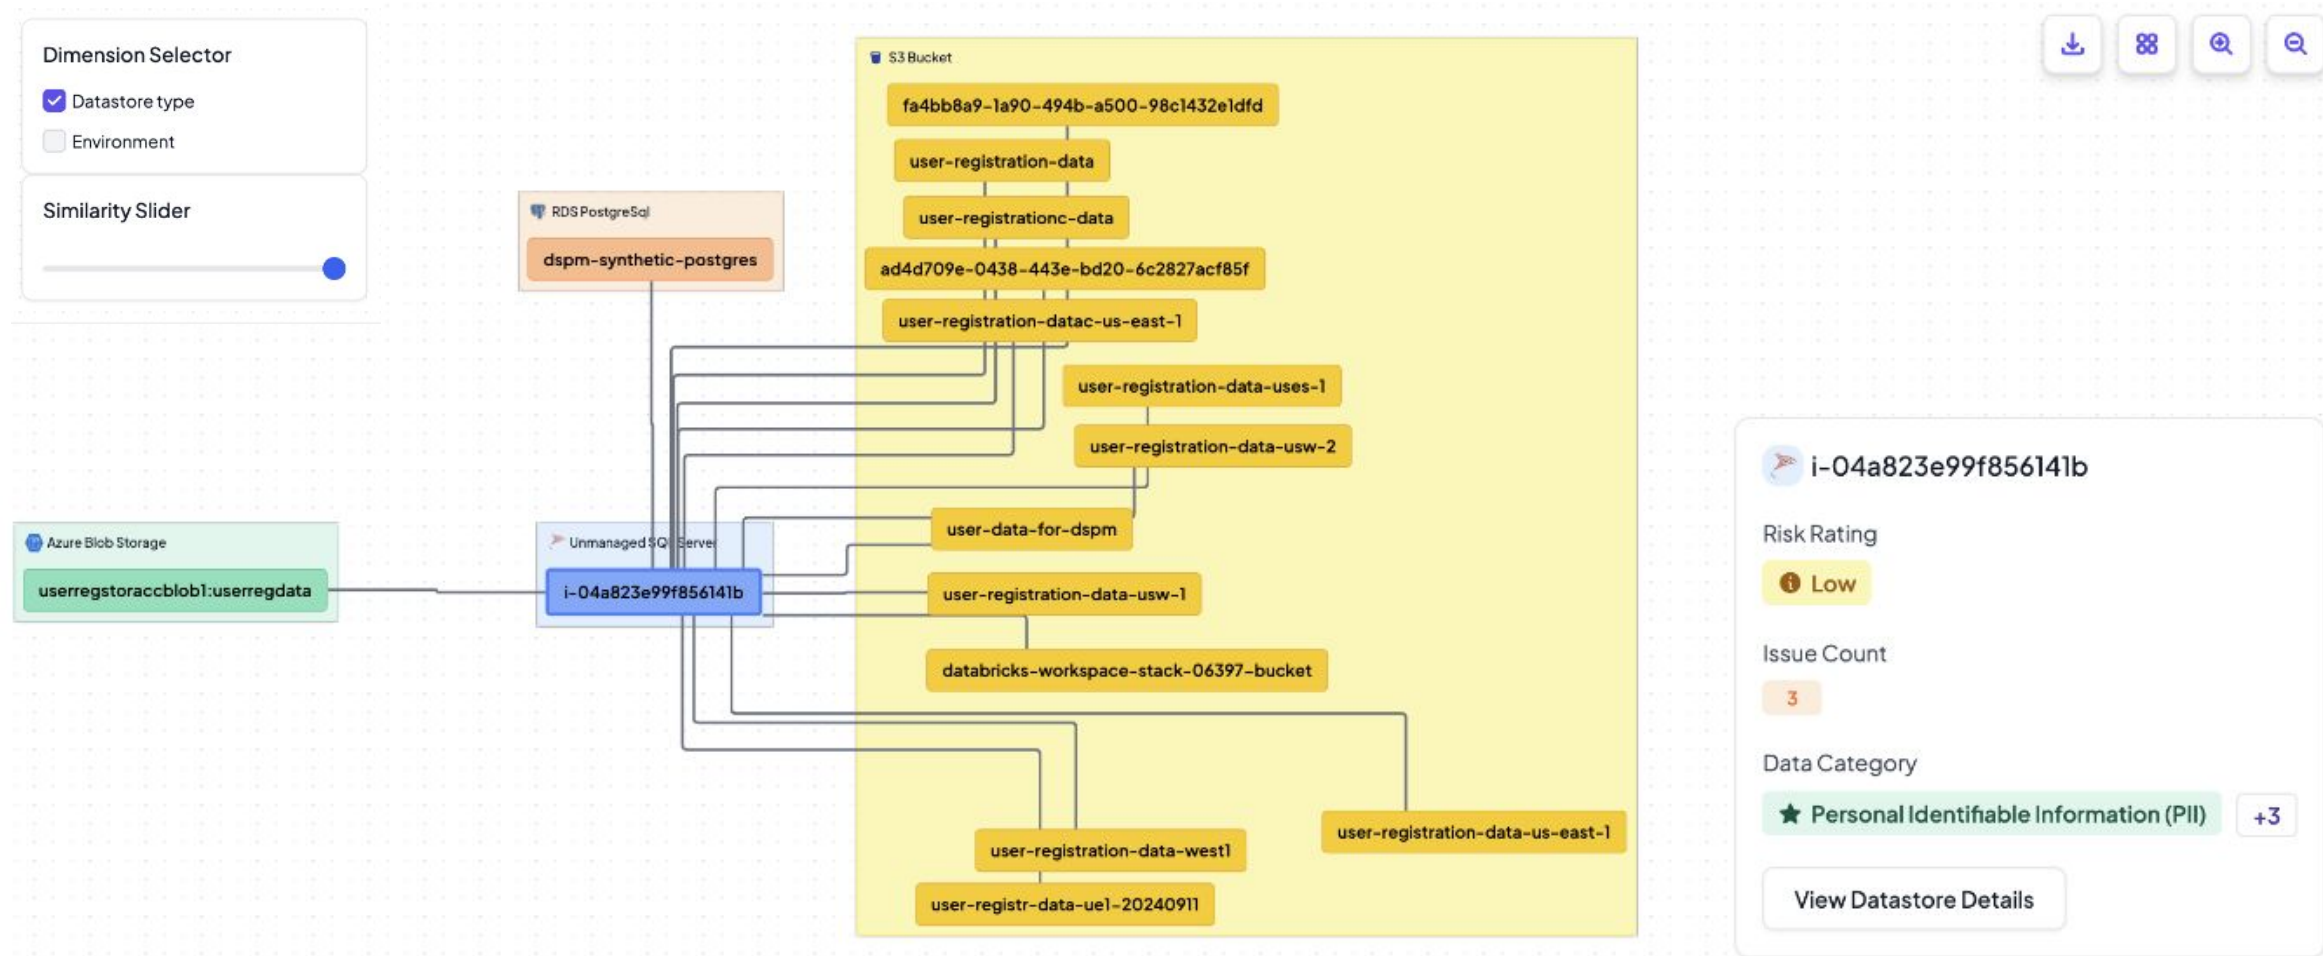 Dimension Selector
Datastore type
Environment
Similarity Slider
RDS PostgreSql
dspm-synthetic-postgres
Azure Blob Storage
userregstoraccblob1:userregdata
Unmanaged SQL Server
i-04a823e99f856141b
S3 Bucket
fa4bb8a9-1a90-494b-a500-98c1432e1dfd
user-registration-data
user-registrationc-data
ad4d709e-0438-443e-bd20-6c2827acf85f
user-registration-datac-us-east-1
user-registration-data-uses-1
user-registration-data-usw-2
user-data-for-dspm
user-registration-data-usw-1
databricks-workspace-stack-06397-bucket
user-registration-data-us-east-1
user-registration-data-west1
user-registr-data-ue1-20240911
i-04a823e99f856141b
Risk Rating
Low
Issue Count
3
Data Category
Personal Identifiable Information (PII) +3
View Datastore Details